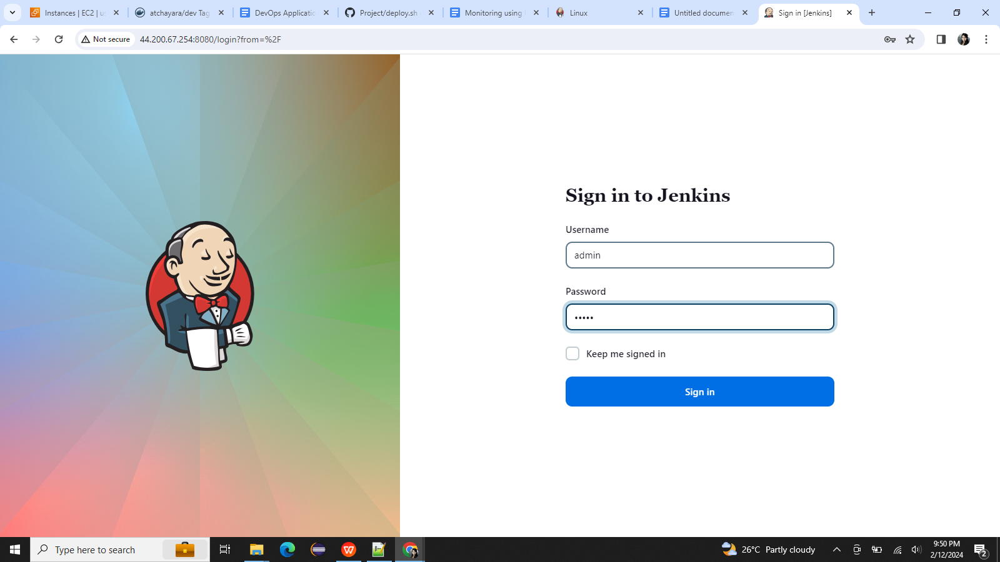 Instances | EC2 | us
atchayara/dev Tag
DevOps Applicatio
Project/deploy.sh
Monitoring using
Linux
Untitled documen
Sign in [Jenkins]
Not secure
44.200.67.254:8080/login?from=%2F
Sign in to Jenkins
Username
admin
Password
•••••
Keep me signed in
Sign in
Type here to search
26°C Partly cloudy
9:50 PM
2/12/2024
2